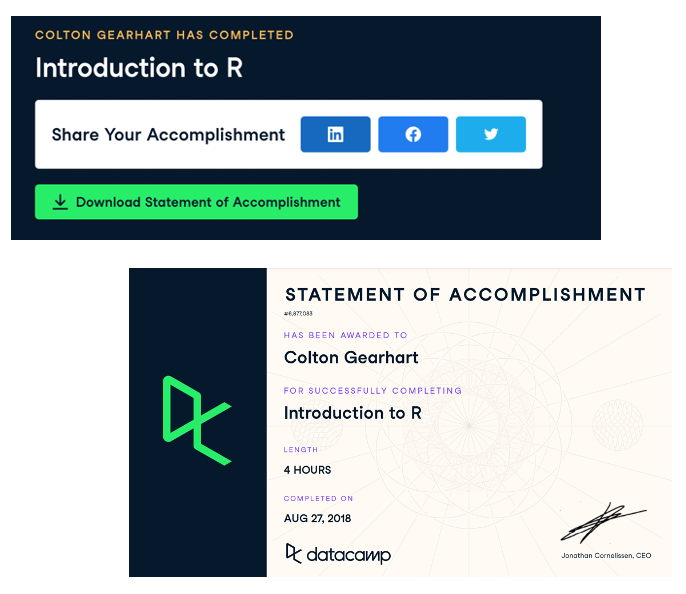 COLTON GEARHART HAS COMPLETED
Introduction to R
Share Your Accomplishment
Download Statement of Accomplishment
STATEMENT OF ACCOMPLISHMENT
#6,877,083
HAS BEEN AWARDED TO
Colton Gearhart
FOR SUCCESSFULLY COMPLETING
Introduction to R
LENGTH
4 HOURS
COMPLETED ON
AUG 27, 2018
datacamp
Jonathan Cornelissen, CEO